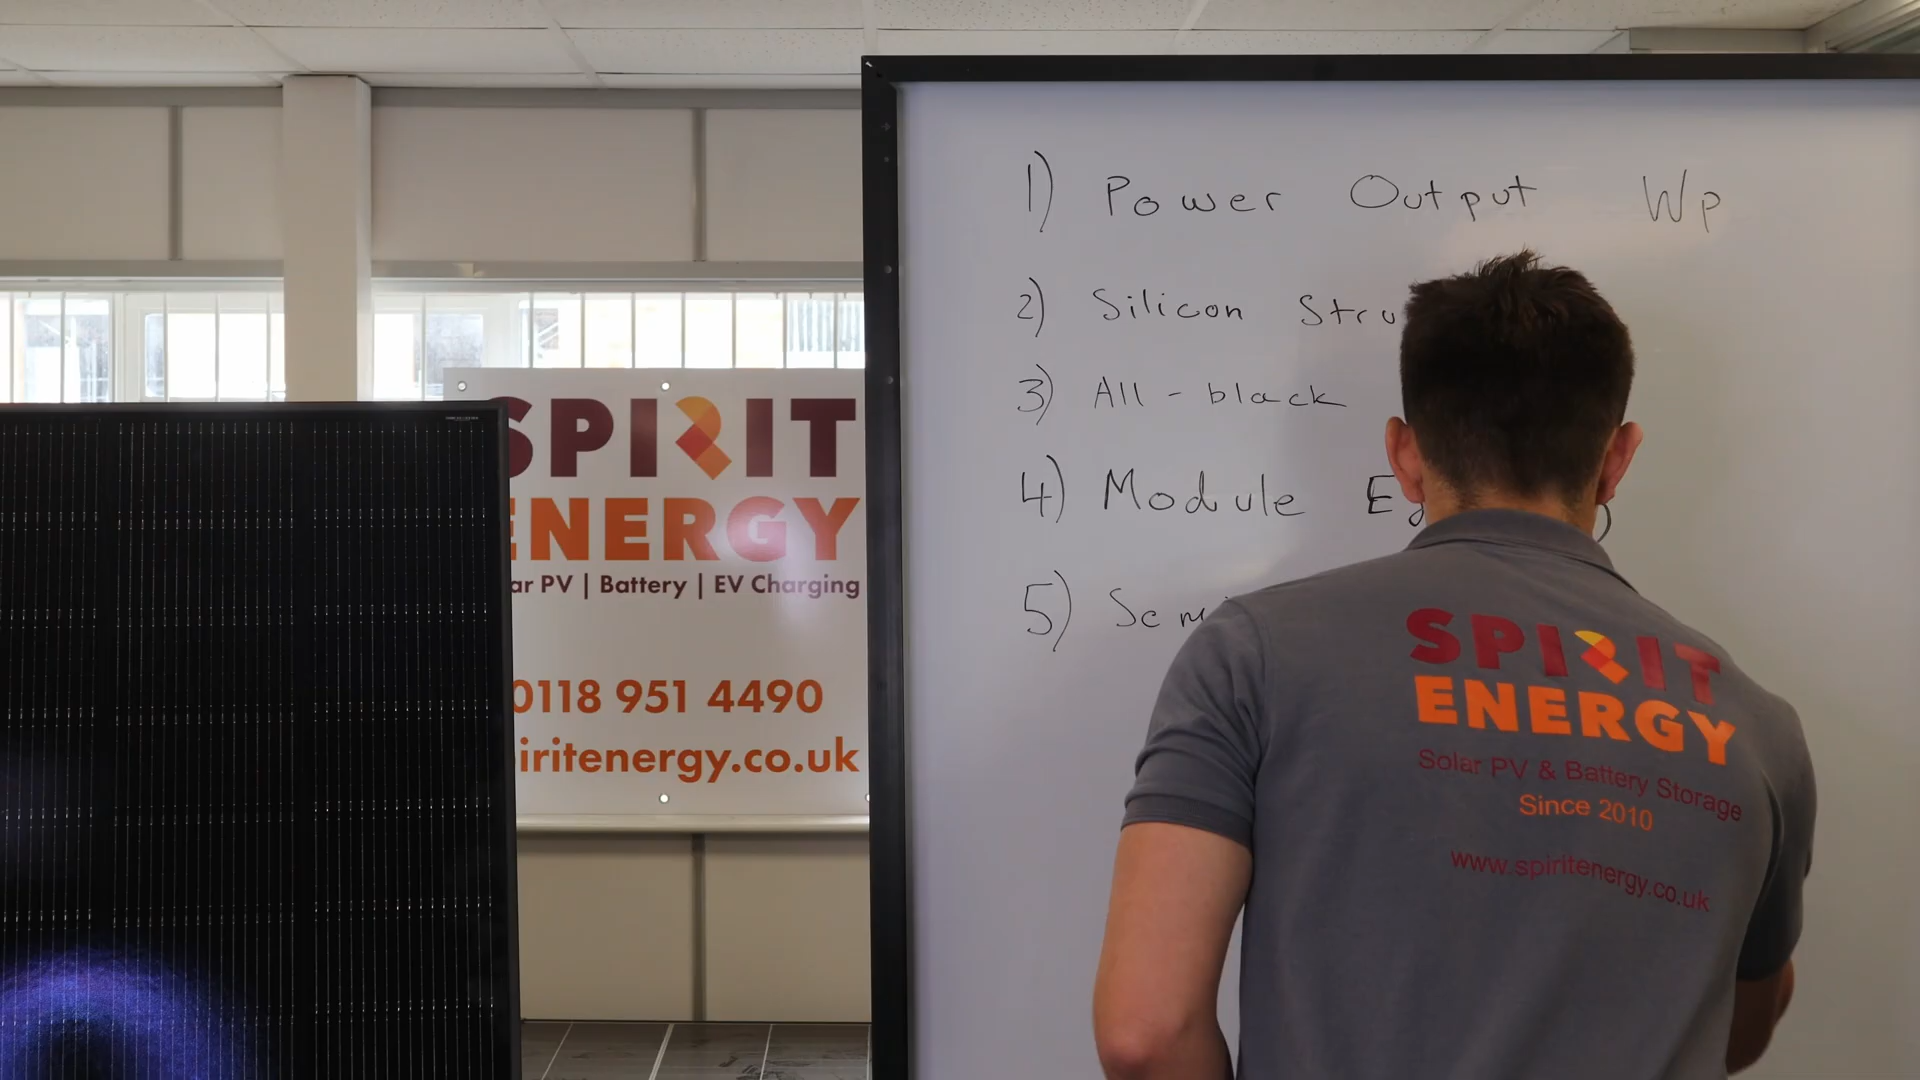 1) Power Output Wp
2) Silicon Stru
3) All-black
4) Module E
5) Semi
SPIRIT
ENERGY
ar PV | Battery | EV Charging
0118 951 4490
iritenergy.co.uk
SPIRIT
ENERGY
Solar PV & Battery Storage
Since 2010
www.spiritenergy.co.uk